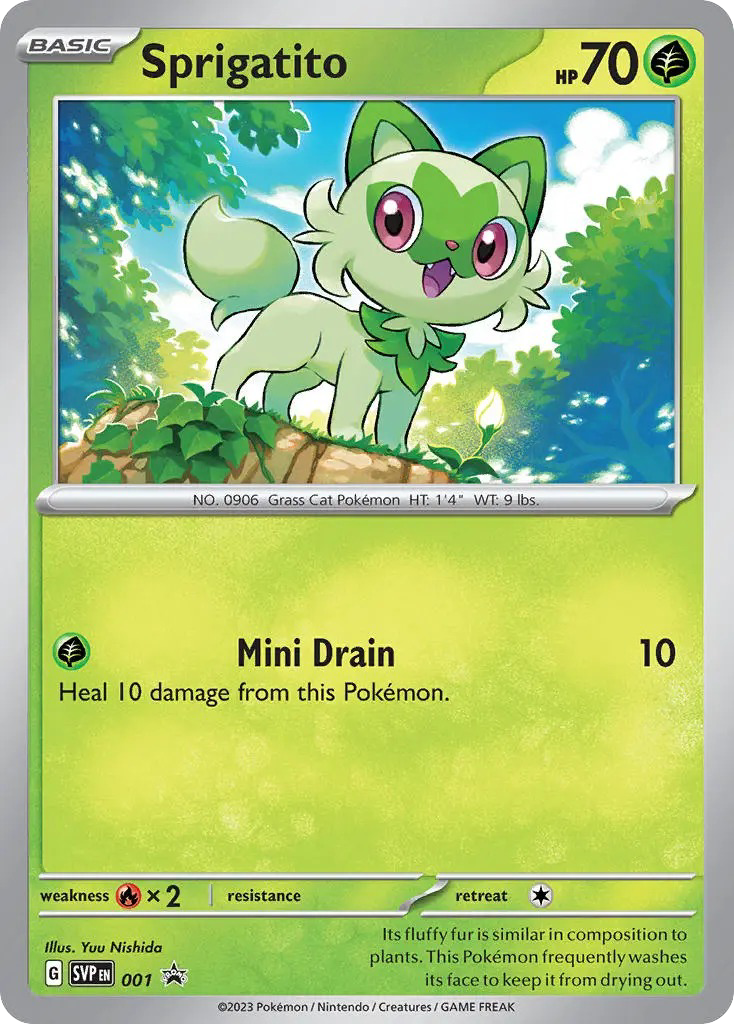 BASIC
Sprigatito
HP 70
NO. 0906 Grass Cat Pokémon HT: 1'4" WT: 9 lbs.
Mini Drain 10
Heal 10 damage from this Pokémon.
weakness × 2 resistance retreat
Illus. Yuu Nishida
G SVP EN 001 PROMO
Its fluffy fur is similar in composition to
plants. This Pokémon frequently washes
its face to keep it from drying out.
©2023 Pokémon / Nintendo / Creatures / GAME FREAK